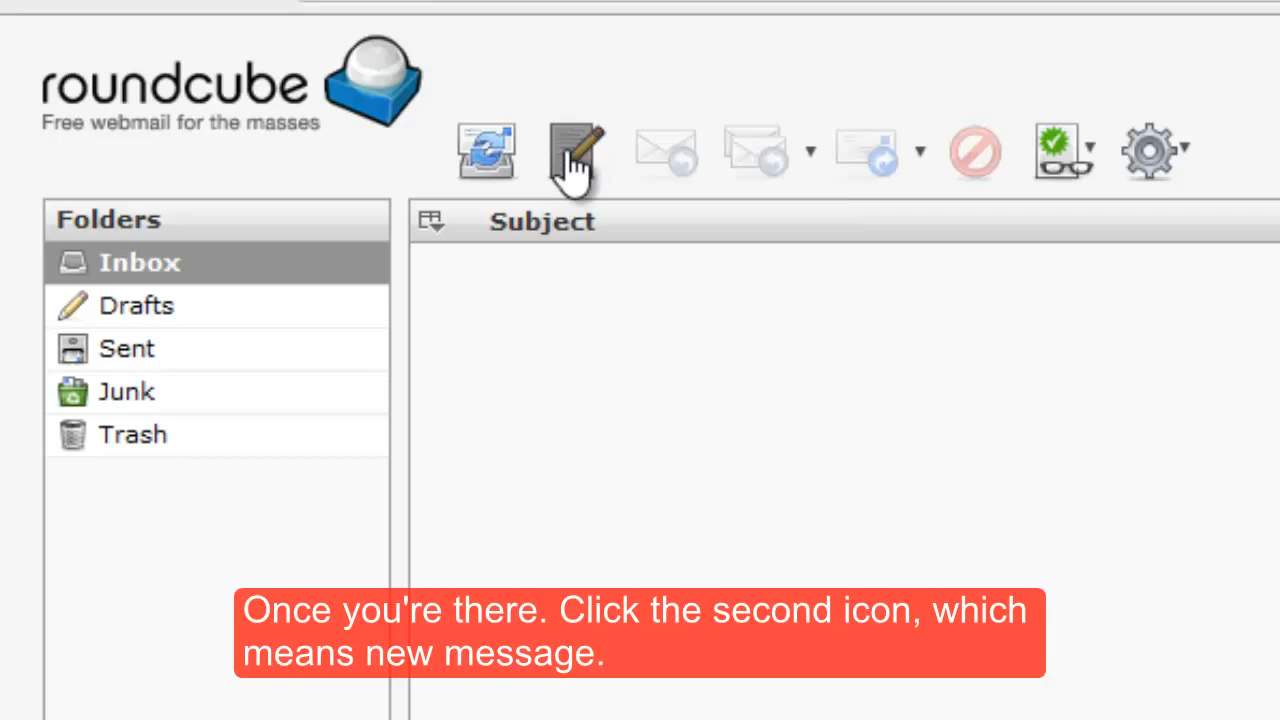 roundcube
Free webmail for the masses
Folders
Subject
Inbox
Drafts
Sent
Junk
Trash
Once you're there. Click the second icon, which
means new message.